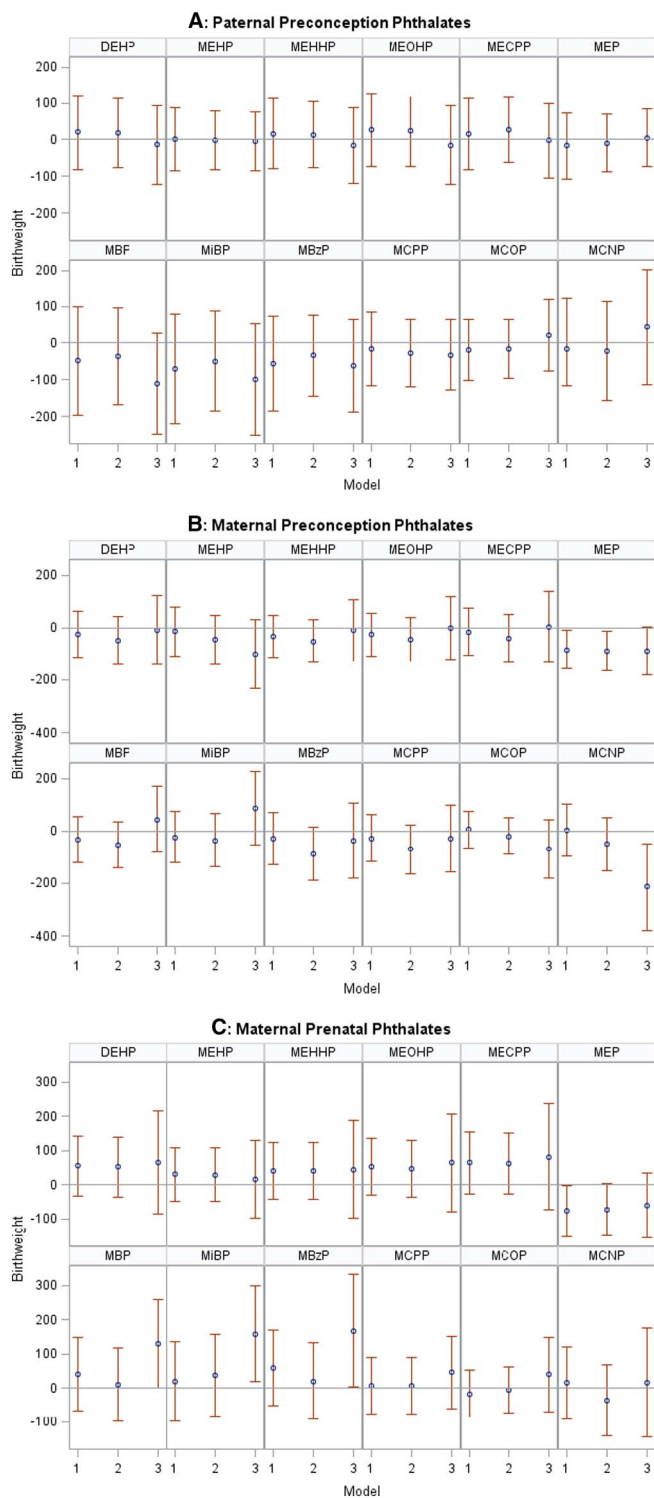 A: Paternal Preconception Phthalates
DEHP MEHP MEHHP MEOHP MECPP MEP
200
100
0
-100
-200
MBF MiBP MBzP MCPP MCOP MCNP
200
100
0
-100
-200
Birthweight
1 2 3 1 2 3 1 2 3 1 2 3 1 2 3 1 2 3
Model
B: Maternal Preconception Phthalates
DEHP MEHP MEHHP MEOHP MECPP MEP
200
0
-200
-400
MBF MiBP MBzP MCPP MCOP MCNP
200
0
-200
-400
Birthweight
1 2 3 1 2 3 1 2 3 1 2 3 1 2 3 1 2 3
Model
C: Maternal Prenatal Phthalates
DEHP MEHP MEHHP MEOHP MECPP MEP
300
200
100
0
-100
MBP MiBP MBzP MCPP MCOP MCNP
300
200
100
0
-100
Birthweight
1 2 3 1 2 3 1 2 3 1 2 3 1 2 3 1 2 3
Model